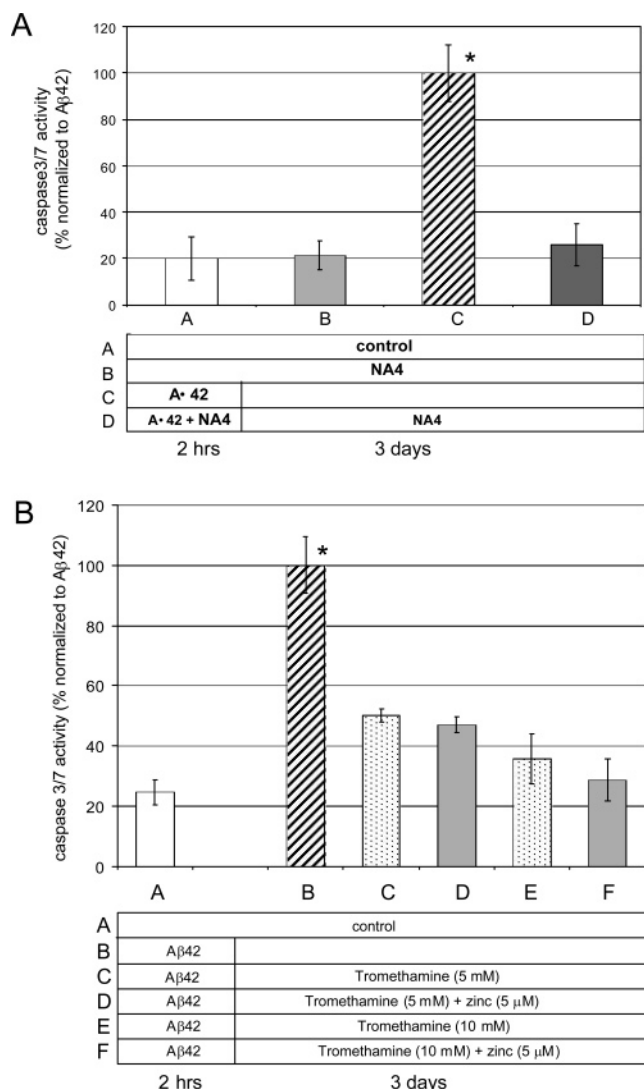 A
caspase3/7 activity
(% normalized to Aβ42)
120
100
80
60
40
20
0
*
A B C D
A control
B NA4
C A• 42
D A• 42 + NA4 NA4
2 hrs 3 days
B
caspase 3/7 activity (% normalized to Aβ42)
120
100
80
60
40
20
0
*
A B C D E F
A control
B Aβ42
C Aβ42 Tromethamine (5 mM)
D Aβ42 Tromethamine (5 mM) + zinc (5 μM)
E Aβ42 Tromethamine (10 mM)
F Aβ42 Tromethamine (10 mM) + zinc (5 μM)
2 hrs 3 days